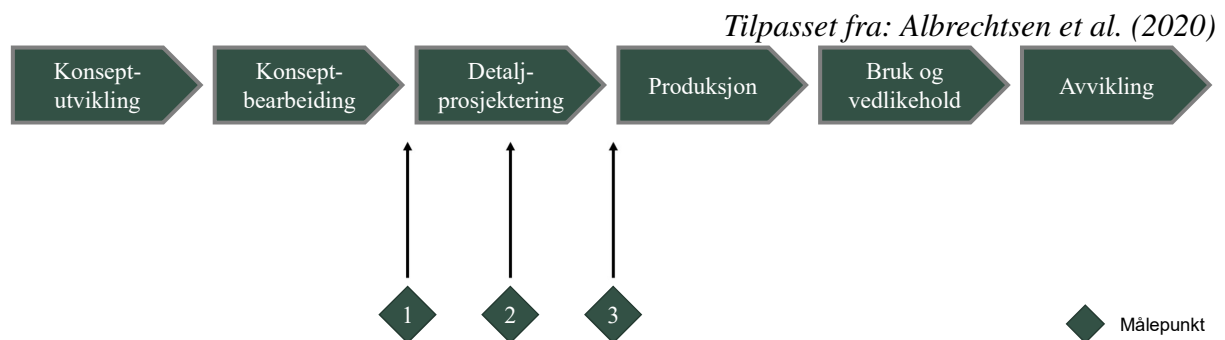 Tilpasset fra: Albrechtsen et al. (2020)
Konsept-
utvikling
Konsept-
bearbeiding
Detalj-
prosjektering
Produksjon
Bruk og
vedlikehold
Avvikling
1
2
3
Målepunkt